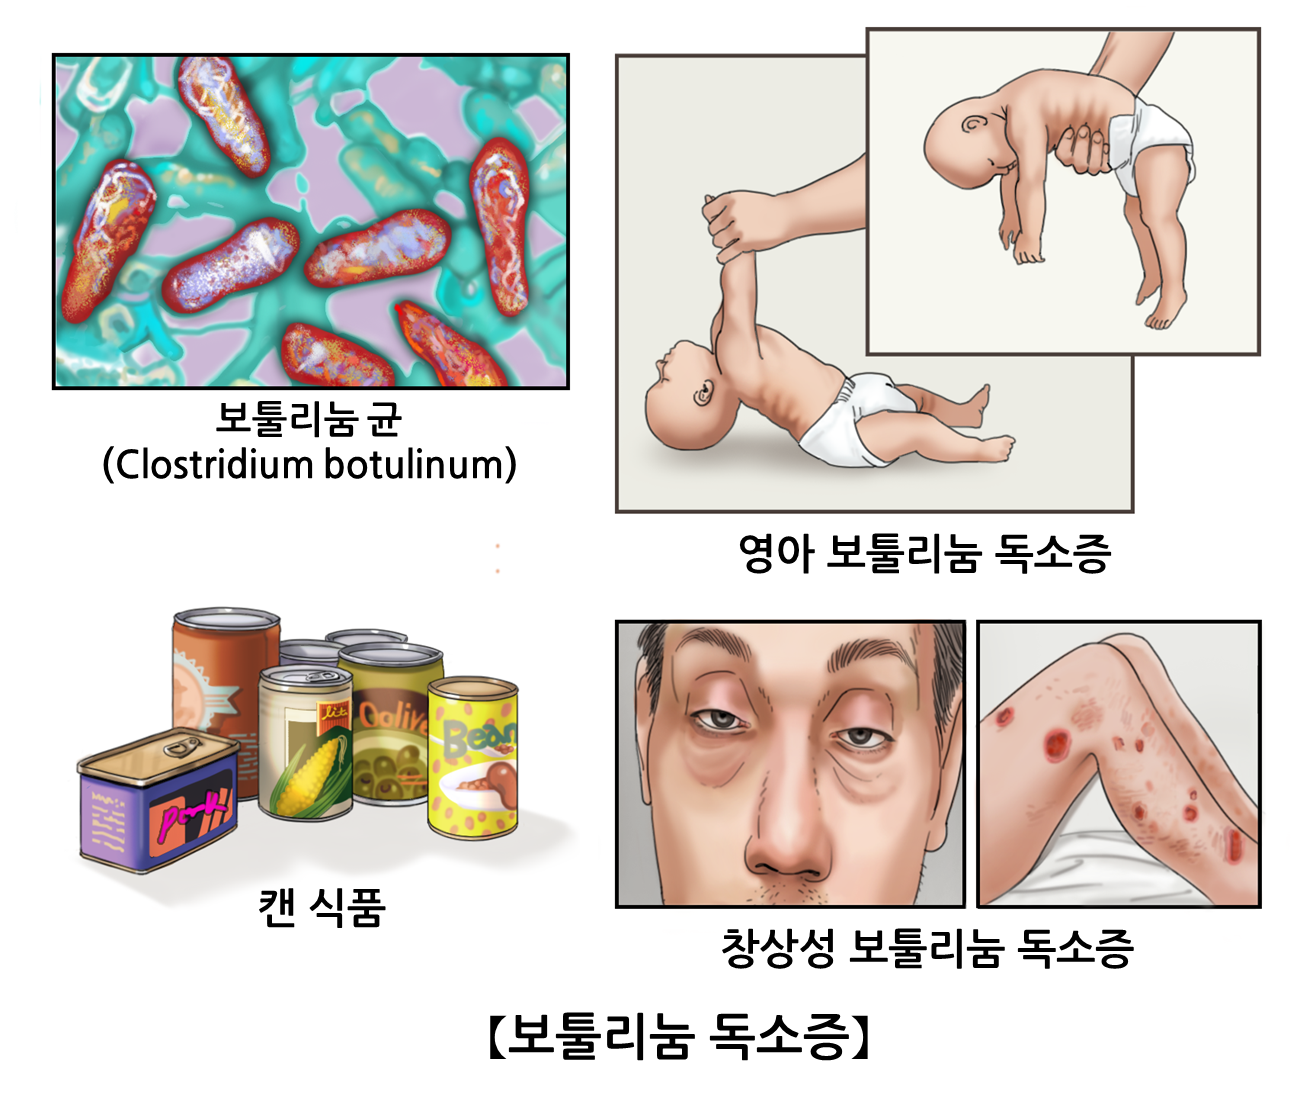 보툴리눔 균
(Clostridium botulinum)
영아 보툴리눔 독소증
Oolive
Bean
Pork
캔 식품
창상성 보툴리눔 독소증
【보툴리눔 독소증】